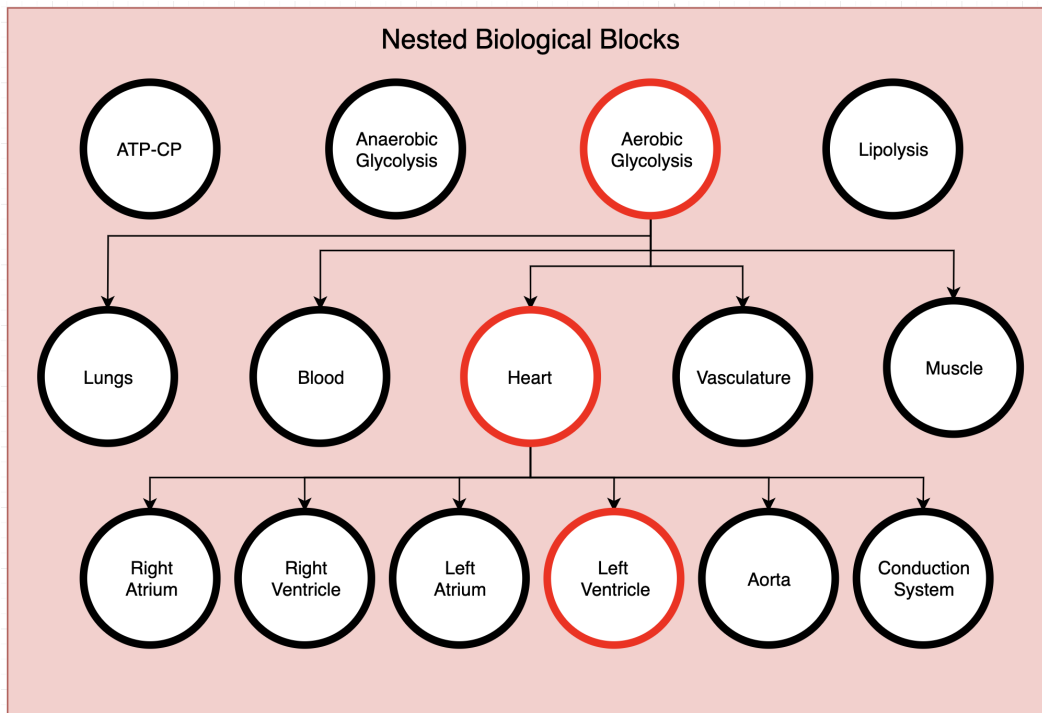 Nested Biological Blocks
ATP-CP
Anaerobic
Glycolysis
Aerobic
Glycolysis
Lipolysis
Lungs
Blood
Heart
Vasculature
Muscle
Right
Atrium
Right
Ventricle
Left
Atrium
Left
Ventricle
Aorta
Conduction
System